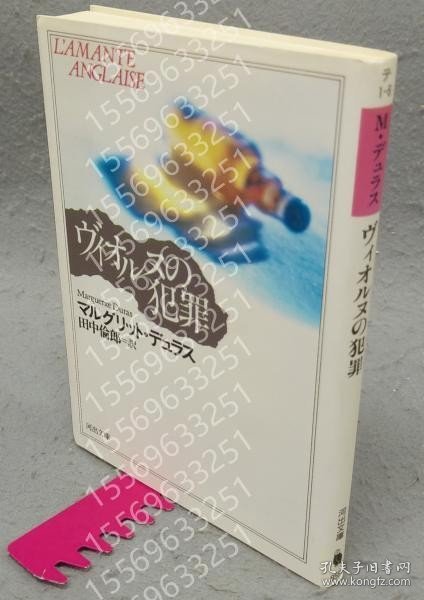 L'AMANTE
ANGLAISE
ヴィオルヌの
犯罪
Marguerite Duras
マルグリット・デュラス
田中倫郎=訳
河出文庫
テ
1-5
M・デュラス
ヴィオルヌの犯罪
河出文庫
15569633251
15569633251
15569633251
15569633251
15569633251
15569633251
15569633251
15569633251
孔夫子旧书网
www.kongfz.com